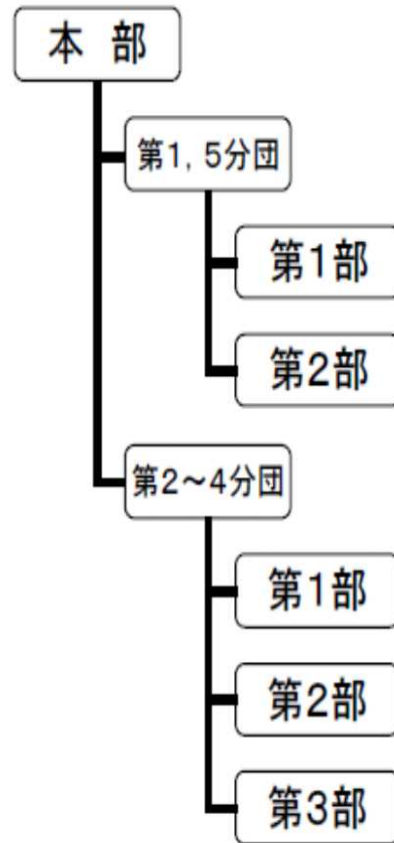 本 部
第1,5分団
第1部
第2部
第2～4分団
第1部
第2部
第3部